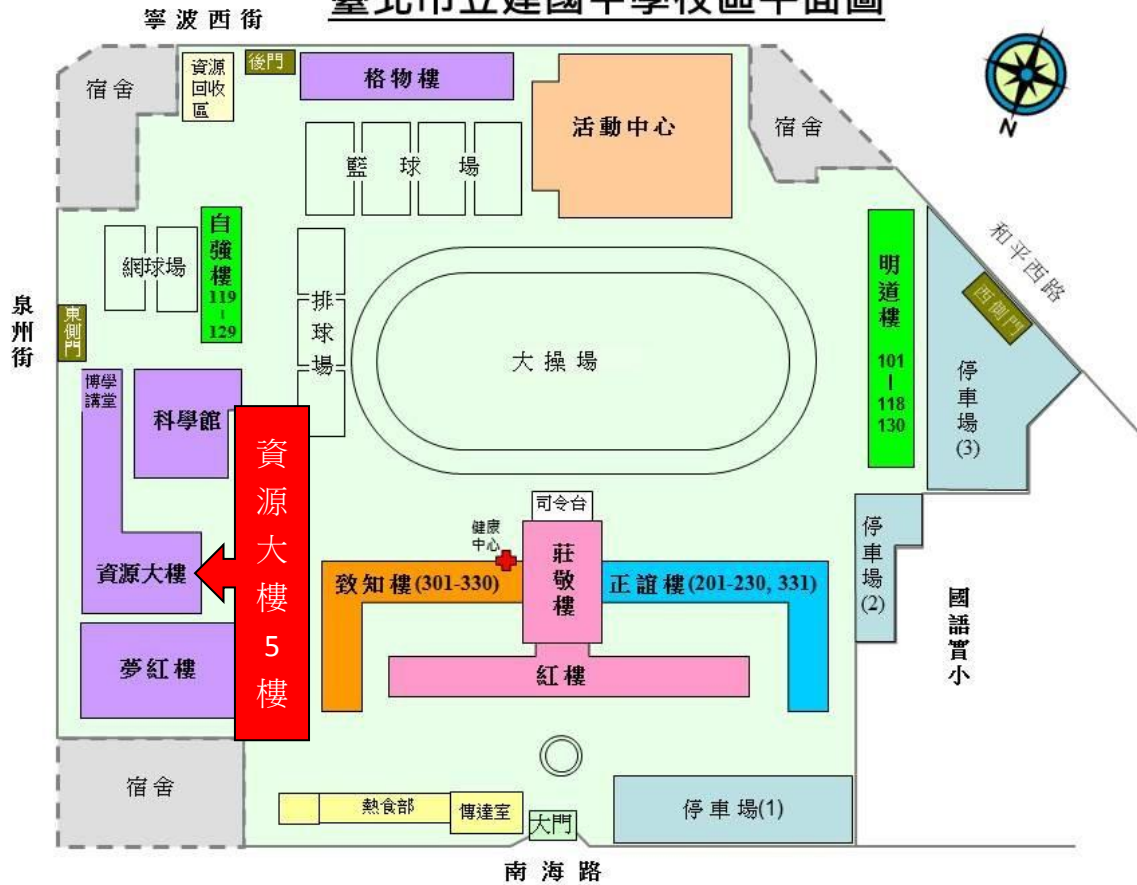 臺北市立建國中學校區平面圖
寧波西街
宿舍
資源
回收
區
後門
格物樓
活動中心
宿舍
N
籃球場
自強樓
119
|
129
網球場
排球場
大操場
明道樓
101
|
118
130
和平西路
西側門
停車場
(3)
泉州街
東側門
博學
講堂
科學館
資源大樓5樓
資源大樓
夢紅樓
司令台
健康
中心
莊敬樓
致知樓(301-330)
正誼樓(201-230, 331)
停車場
(2)
國語實小
紅樓
宿舍
熱食部
傳達室
大門
停車場(1)
南海路